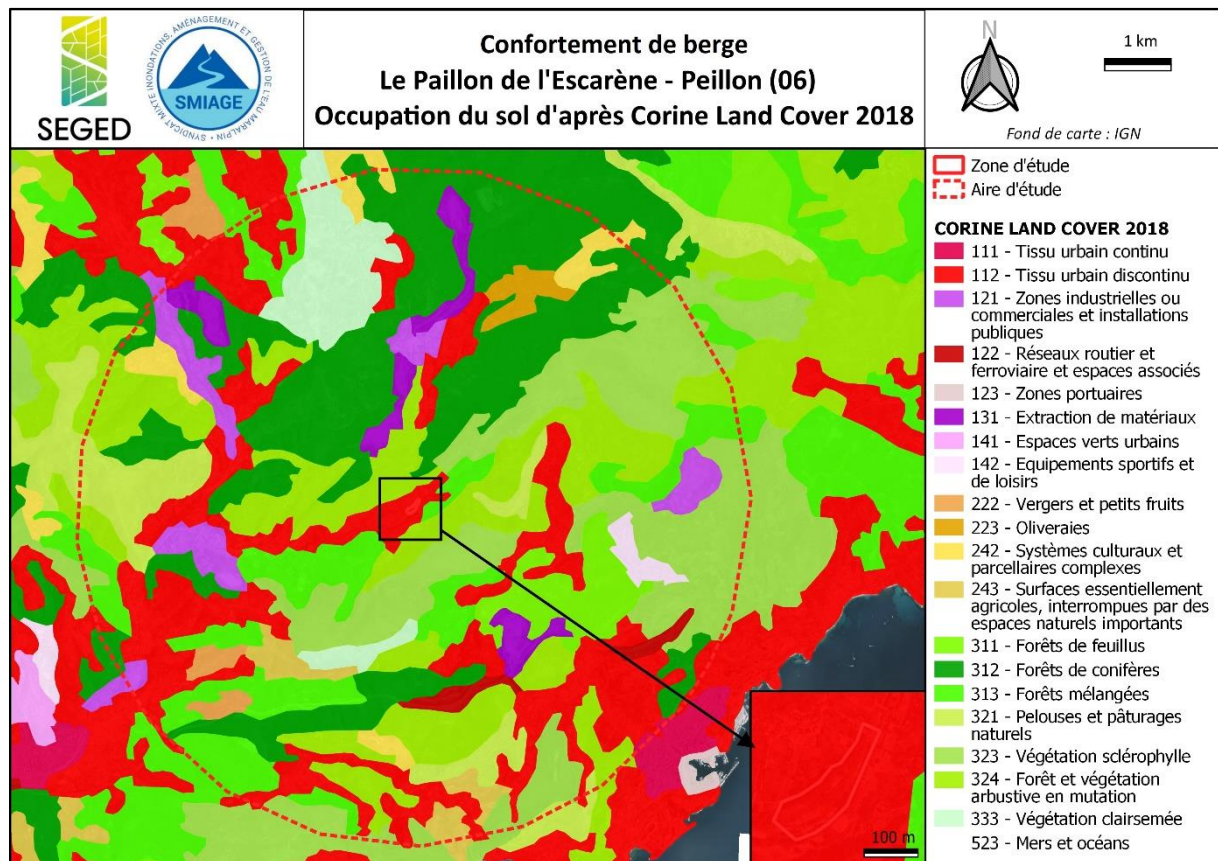 SEGED
SYNDICAT MIXTE INONDATIONS, AMÉNAGEMENT ET GESTION DE L'EAU MARALPIN
SMIAGE
Confortement de berge
Le Paillon de l'Escarène - Peillon (06)
Occupation du sol d'après Corine Land Cover 2018
N
1 km
Fond de carte : IGN
Zone d'étude
Aire d'étude
CORINE LAND COVER 2018
111 - Tissu urbain continu
112 - Tissu urbain discontinu
121 - Zones industrielles ou
commerciales et installations
publiques
122 - Réseaux routier et
ferroviaire et espaces associés
123 - Zones portuaires
131 - Extraction de matériaux
141 - Espaces verts urbains
142 - Equipements sportifs et
de loisirs
222 - Vergers et petits fruits
223 - Oliveraies
242 - Systèmes culturaux et
parcellaires complexes
243 - Surfaces essentiellement
agricoles, interrompues par des
espaces naturels importants
311 - Forêts de feuillus
312 - Forêts de conifères
313 - Forêts mélangées
321 - Pelouses et pâturages
naturels
323 - Végétation sclérophylle
324 - Forêt et végétation
arbustive en mutation
333 - Végétation clairsemée
523 - Mers et océans
100 m